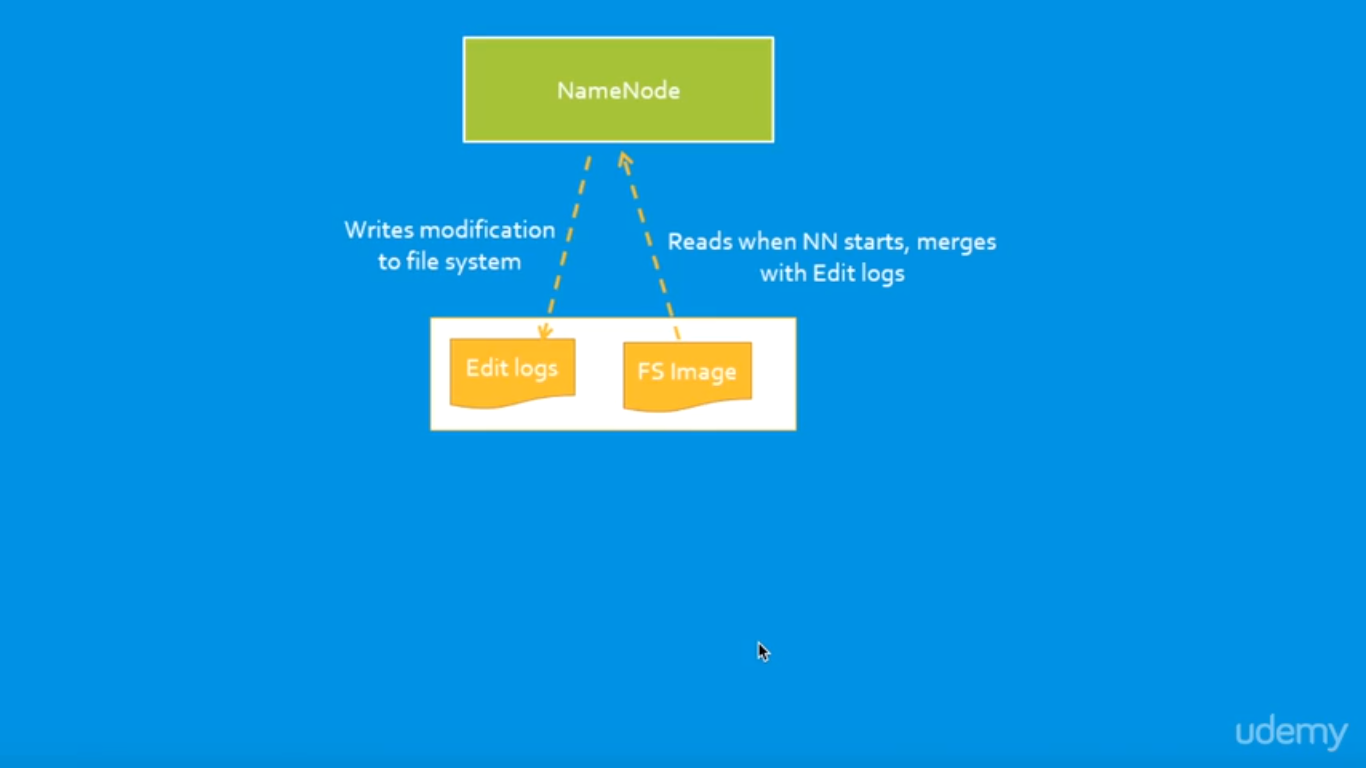 NameNode
Writes modification
to file system
Reads when NN starts, merges
with Edit logs
Edit logs
FS Image
udemy